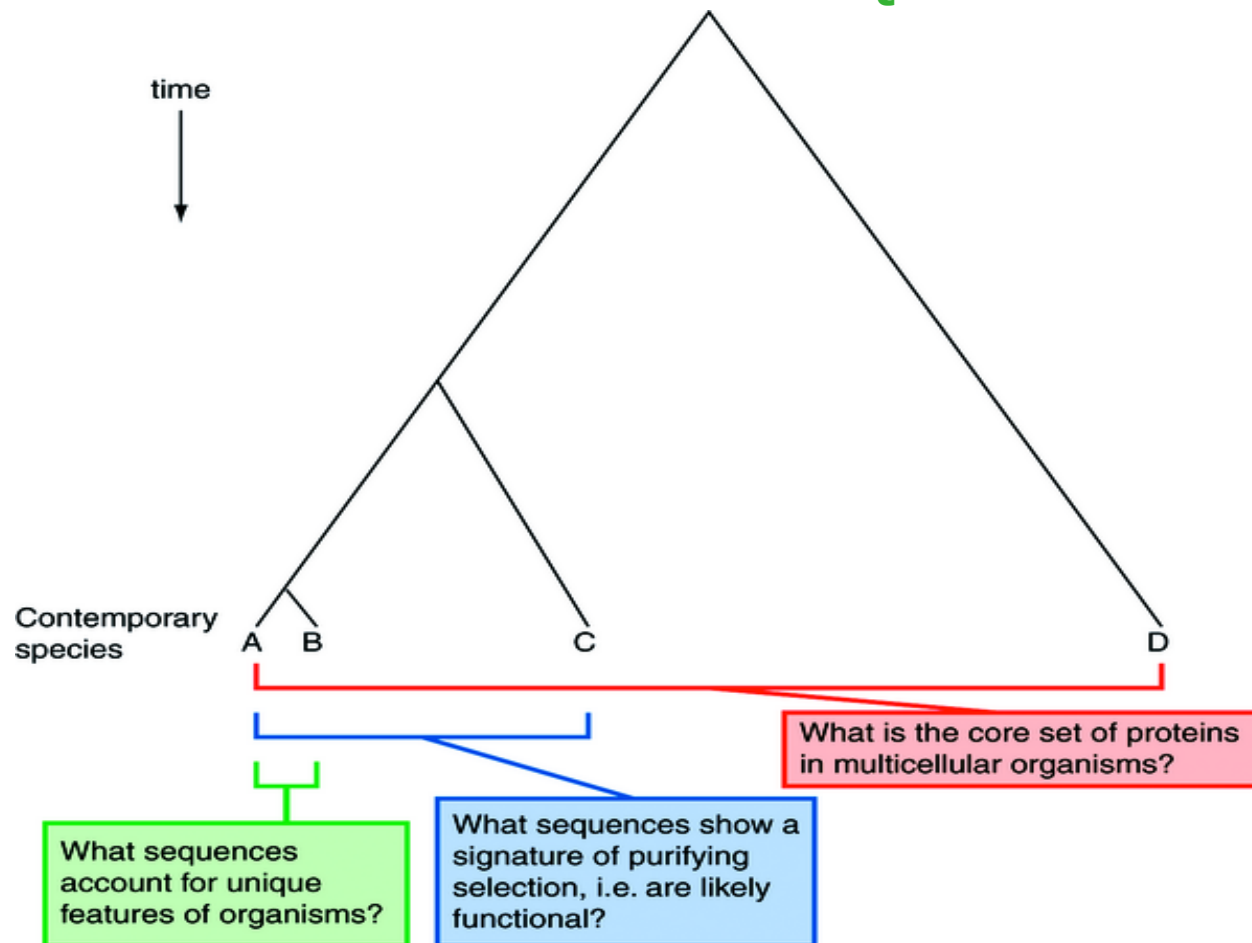 time
Contemporary
species
A
B
C
D
What is the core set of proteins
in multicellular organisms?
What sequences show a
signature of purifying
selection, i.e. are likely
functional?
What sequences
account for unique
features of organisms?